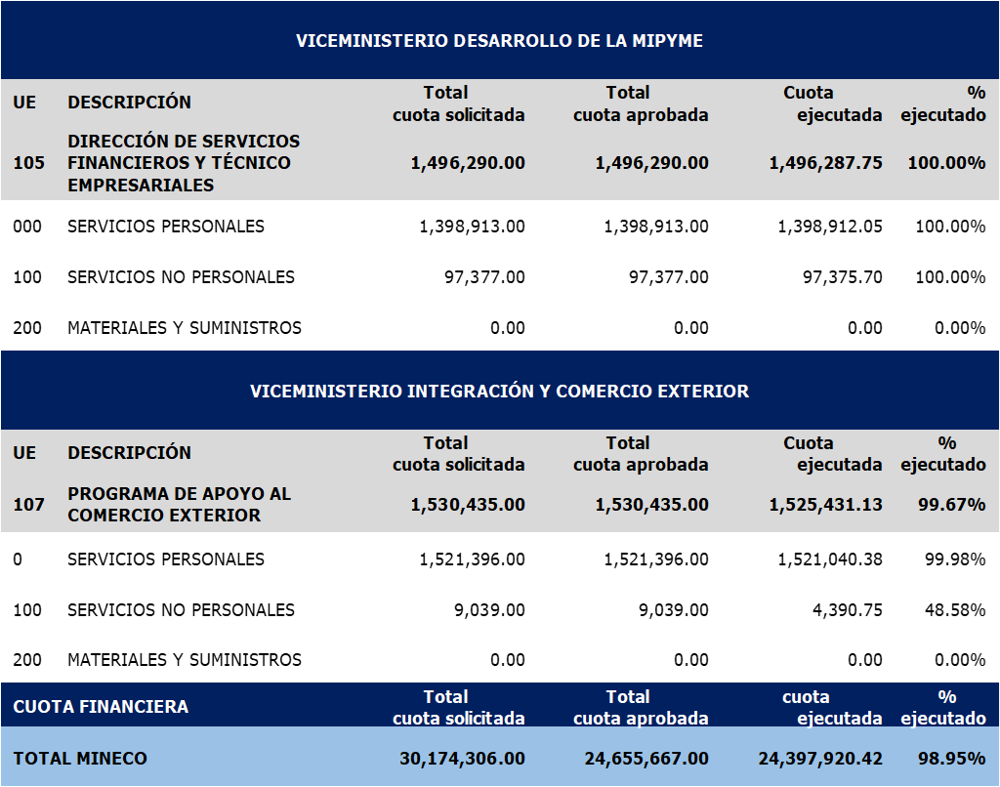 VICEMINISTERIO DESARROLLO DE LA MIPYME
UE DESCRIPCIÓN Total cuota solicitada Total cuota aprobada Cuota ejecutada % ejecutado
105 DIRECCIÓN DE SERVICIOS FINANCIEROS Y TÉCNICO EMPRESARIALES 1,496,290.00 1,496,290.00 1,496,287.75 100.00%
000 SERVICIOS PERSONALES 1,398,913.00 1,398,913.00 1,398,912.05 100.00%
100 SERVICIOS NO PERSONALES 97,377.00 97,377.00 97,375.70 100.00%
200 MATERIALES Y SUMINISTROS 0.00 0.00 0.00 0.00%
VICEMINISTERIO INTEGRACIÓN Y COMERCIO EXTERIOR
UE DESCRIPCIÓN Total cuota solicitada Total cuota aprobada Cuota ejecutada % ejecutado
107 PROGRAMA DE APOYO AL COMERCIO EXTERIOR 1,530,435.00 1,530,435.00 1,525,431.13 99.67%
0 SERVICIOS PERSONALES 1,521,396.00 1,521,396.00 1,521,040.38 99.98%
100 SERVICIOS NO PERSONALES 9,039.00 9,039.00 4,390.75 48.58%
200 MATERIALES Y SUMINISTROS 0.00 0.00 0.00 0.00%
CUOTA FINANCIERA Total cuota solicitada Total cuota aprobada cuota ejecutada % ejecutado
TOTAL MINECO 30,174,306.00 24,655,667.00 24,397,920.42 98.95%